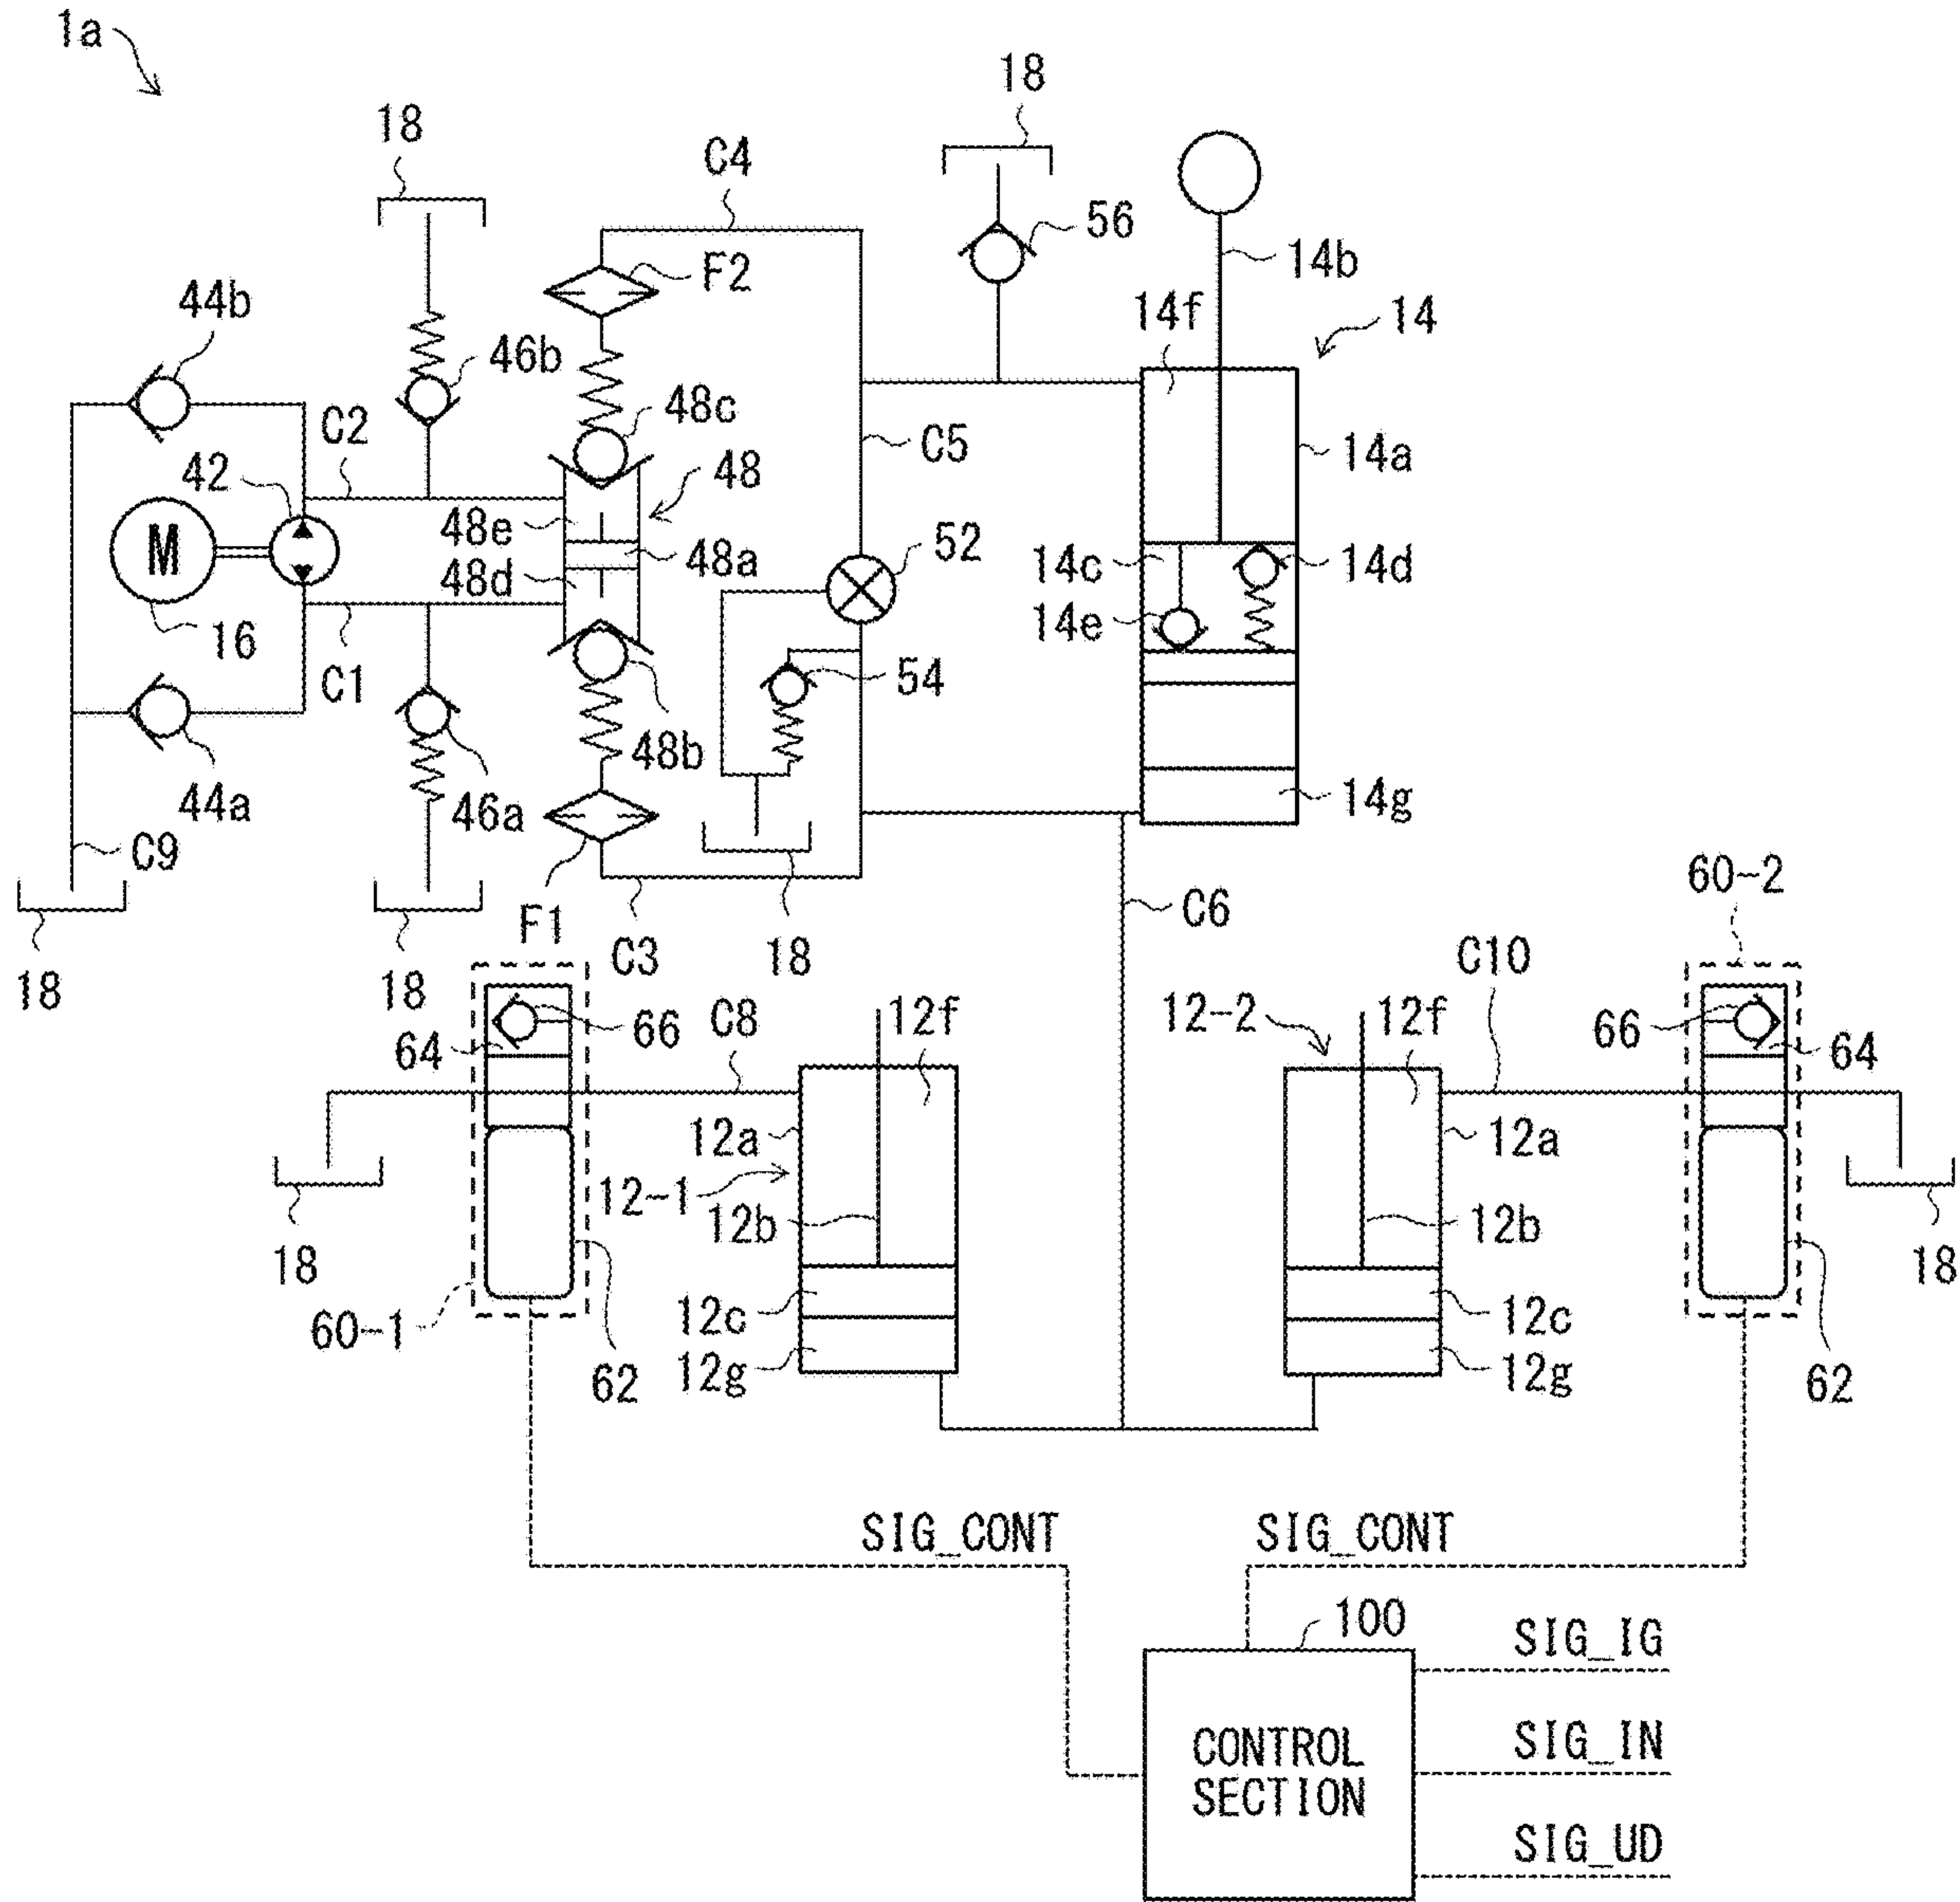 1a
18
18
C4
56
F2
14b
14f
14
44b
46b
48c
C2
C5
14a
42
48
48e
M
48a
52
14c
14d
48d
14e
16
C1
54
48b
44a
46a
14g
C9
60-2
F1
C6
18
18
C3
18
C10
66
C8
12f
12-2
12f
66
64
64
12a
12a
12-1
12b
12b
18
18
60-1
12c
12c
62
12g
12g
62
SIG_CONT
SIG_CONT
100
SIG_IG
CONTROL
SECTION
SIG_IN
SIG_UD